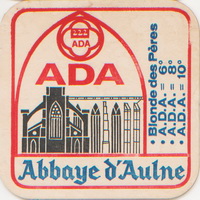 ADA
ADA
Abbaye d'Aulne
Blonde des Pères
: A.D.A. = 6°
: A.D.A. = 8°
: A.D.A. = 10°